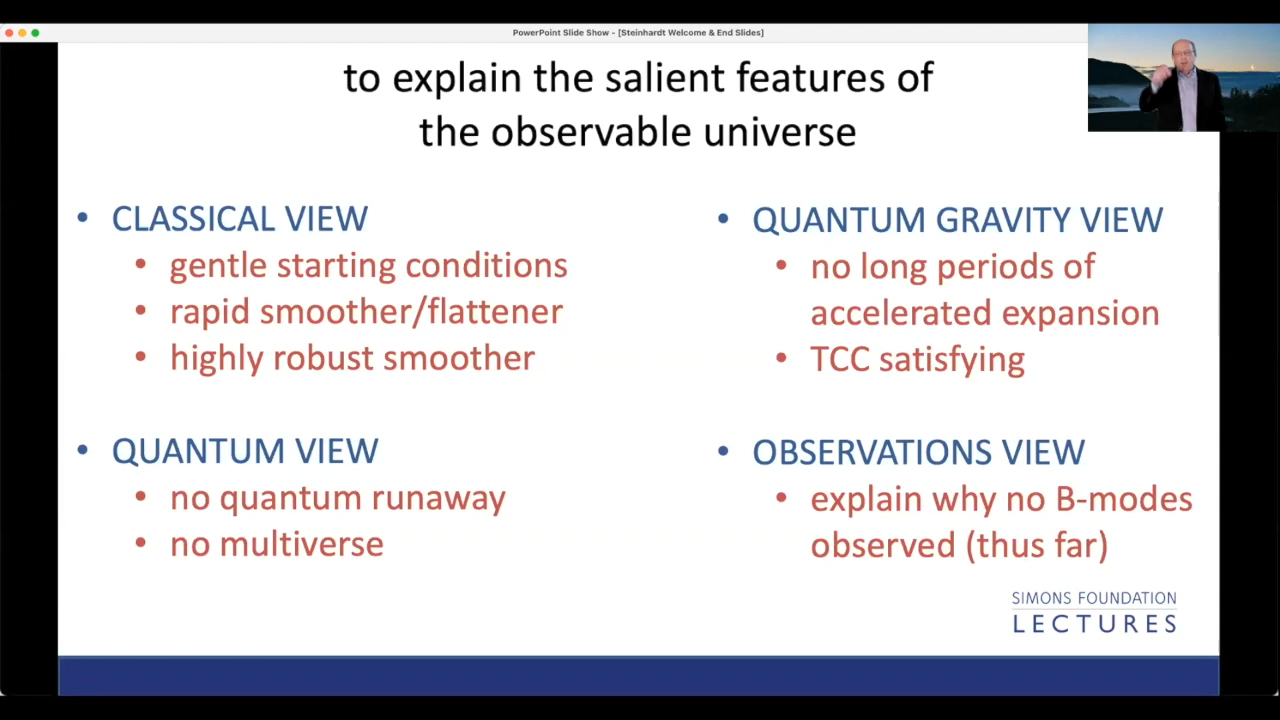 PowerPoint Slide Show - [Steinhardt Welcome & End Slides]
to explain the salient features of
the observable universe
• CLASSICAL VIEW
• gentle starting conditions
• rapid smoother/flattener
• highly robust smoother
• QUANTUM VIEW
• no quantum runaway
• no multiverse
• QUANTUM GRAVITY VIEW
• no long periods of
accelerated expansion
• TCC satisfying
• OBSERVATIONS VIEW
• explain why no B-modes
observed (thus far)
SIMONS FOUNDATION
LECTURES